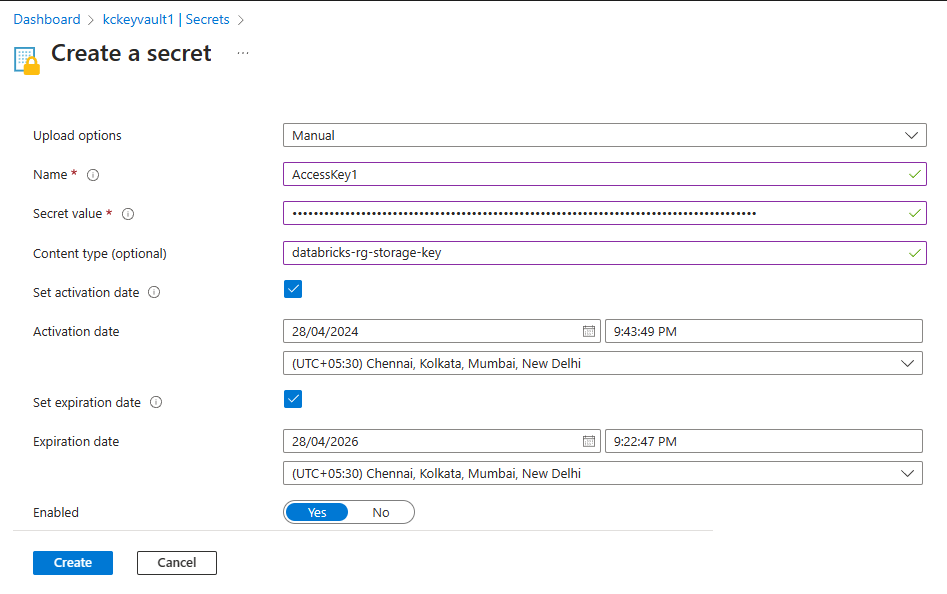 Dashboard > kckeyvault1 | Secrets >
Create a secret ...
Upload options Manual
Name * AccessKey1
Secret value * ••••••••••••••••••••••••••••••••••••••••••••••••••••••••••••••••••••••••••••••••••••••••
Content type (optional) databricks-rg-storage-key
Set activation date
Activation date 28/04/2024 9:43:49 PM
(UTC+05:30) Chennai, Kolkata, Mumbai, New Delhi
Set expiration date
Expiration date 28/04/2026 9:22:47 PM
(UTC+05:30) Chennai, Kolkata, Mumbai, New Delhi
Enabled Yes No
Create Cancel